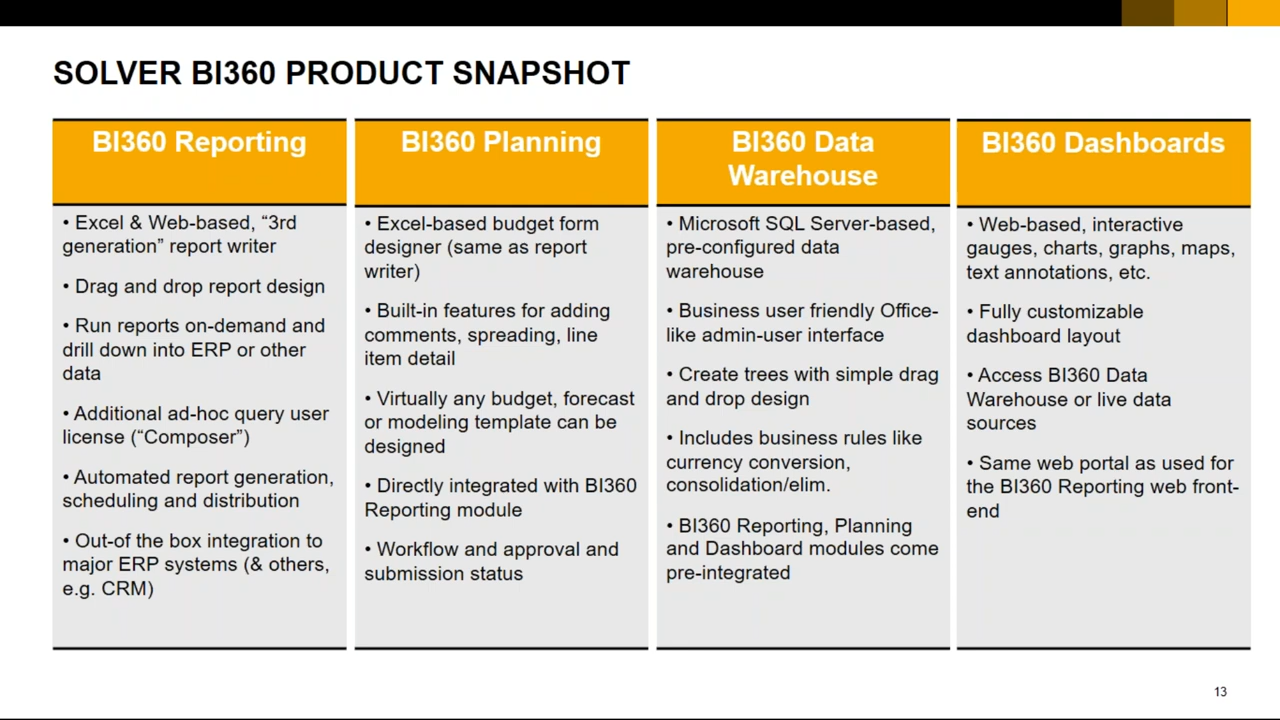 SOLVER BI360 PRODUCT SNAPSHOT
BI360 Reporting
• Excel & Web-based, “3rd
generation” report writer
• Drag and drop report design
• Run reports on-demand and
drill down into ERP or other
data
• Additional ad-hoc query user
license (“Composer”)
• Automated report generation,
scheduling and distribution
• Out-of the box integration to
major ERP systems (& others,
e.g. CRM)
BI360 Planning
• Excel-based budget form
designer (same as report
writer)
• Built-in features for adding
comments, spreading, line
item detail
• Virtually any budget, forecast
or modeling template can be
designed
• Directly integrated with BI360
Reporting module
• Workflow and approval and
submission status
BI360 Data
Warehouse
• Microsoft SQL Server-based,
pre-configured data
warehouse
• Business user friendly Office-
like admin-user interface
• Create trees with simple drag
and drop design
• Includes business rules like
currency conversion,
consolidation/elim.
• BI360 Reporting, Planning
and Dashboard modules come
pre-integrated
BI360 Dashboards
• Web-based, interactive
gauges, charts, graphs, maps,
text annotations, etc.
• Fully customizable
dashboard layout
• Access BI360 Data
Warehouse or live data
sources
• Same web portal as used for
the BI360 Reporting web front-
end
13